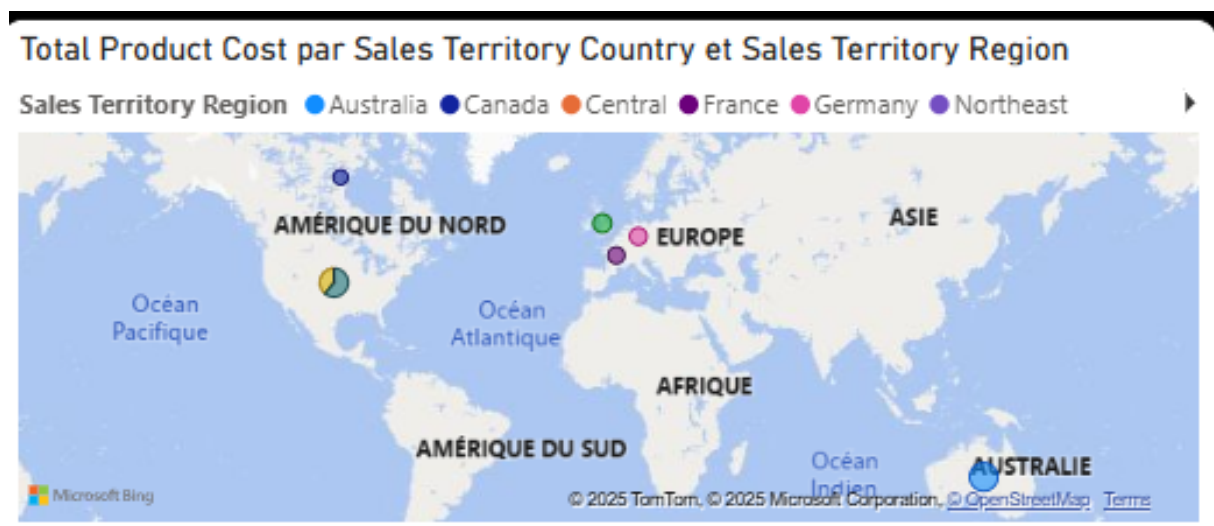 Total Product Cost par Sales Territory Country et Sales Territory Region
Sales Territory Region Australia Canada Central France Germany Northeast
AMÉRIQUE DU NORD
ASIE
EUROPE
Océan
Pacifique
Océan
Atlantique
AFRIQUE
AMÉRIQUE DU SUD
Océan
Indien
AUSTRALIE
Microsoft Bing
© 2025 TomTom, © 2025 Microsoft Corporation, © OpenStreetMap Terms